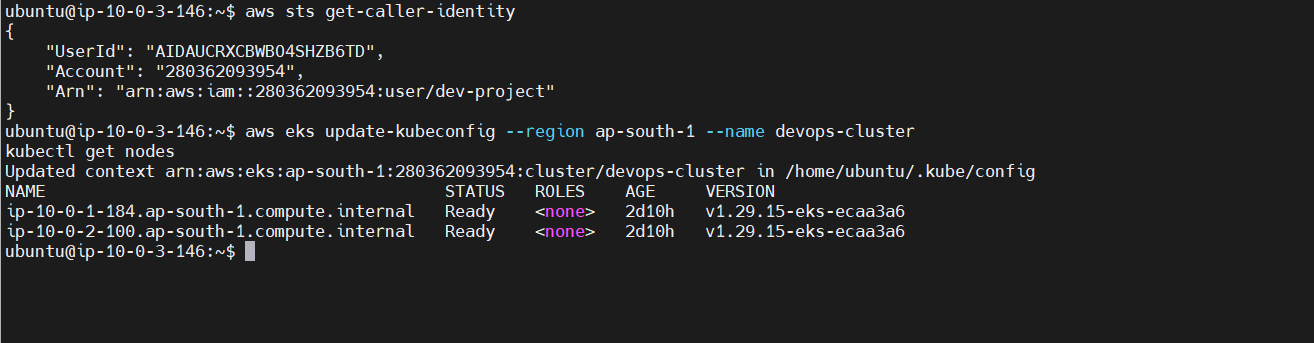 ubuntu@ip-10-0-3-146:~$ aws sts get-caller-identity
{
    "UserId": "AIDAUCRXCBWBO4SHZB6TD",
    "Account": "280362093954",
    "Arn": "arn:aws:iam::280362093954:user/dev-project"
}
ubuntu@ip-10-0-3-146:~$ aws eks update-kubeconfig --region ap-south-1 --name devops-cluster
kubectl get nodes
Updated context arn:aws:eks:ap-south-1:280362093954:cluster/devops-cluster in /home/ubuntu/.kube/config
NAME                                        STATUS   ROLES    AGE     VERSION
ip-10-0-1-184.ap-south-1.compute.internal   Ready    <none>   2d10h   v1.29.15-eks-ecaa3a6
ip-10-0-2-100.ap-south-1.compute.internal   Ready    <none>   2d10h   v1.29.15-eks-ecaa3a6
ubuntu@ip-10-0-3-146:~$